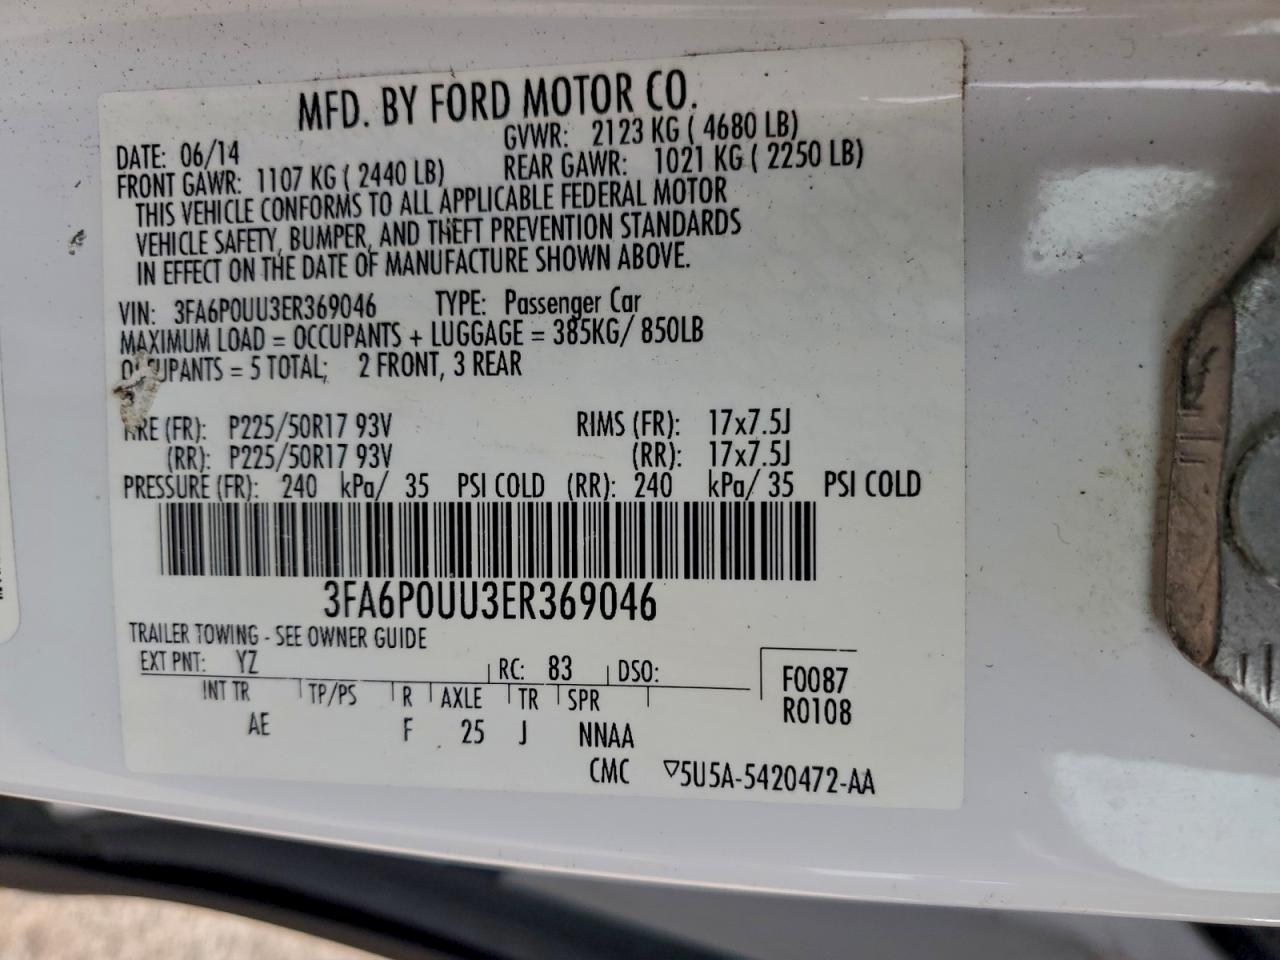 MFD. BY FORD MOTOR CO.
DATE: 06/14 GVWR: 2123 KG ( 4680 LB)
FRONT GAWR: 1107 KG ( 2440 LB) REAR GAWR: 1021 KG ( 2250 LB)
THIS VEHICLE CONFORMS TO ALL APPLICABLE FEDERAL MOTOR
VEHICLE SAFETY, BUMPER, AND THEFT PREVENTION STANDARDS
IN EFFECT ON THE DATE OF MANUFACTURE SHOWN ABOVE.
VIN: 3FA6P0UU3ER369046 TYPE: Passenger Car
MAXIMUM LOAD = OCCUPANTS + LUGGAGE = 385KG/ 850LB
OCCUPANTS = 5 TOTAL; 2 FRONT, 3 REAR
TIRE (FR): P225/50R17 93V RIMS (FR): 17x7.5J
(RR): P225/50R17 93V (RR): 17x7.5J
PRESSURE (FR): 240 kPa/ 35 PSI COLD (RR): 240 kPa/ 35 PSI COLD
3FA6P0UU3ER369046
TRAILER TOWING - SEE OWNER GUIDE
EXT PNT: YZ RC: 83 DSO:
INT TR TP/PS R AXLE TR SPR
AE F 25 J NNAA
F0087
R0108
CMC ▽5U5A-5420472-AA